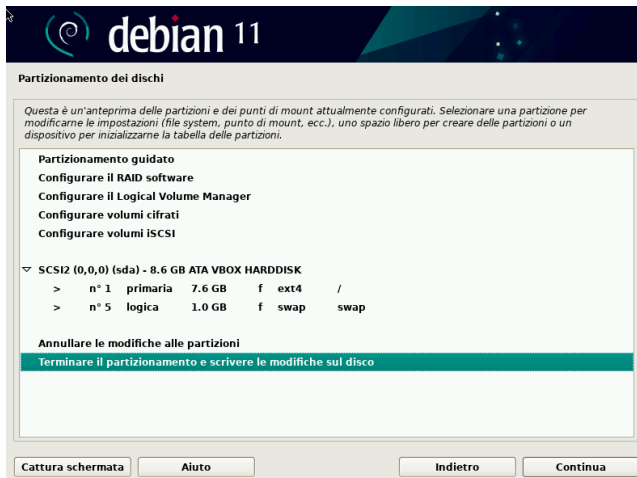 debian 11
Partizionamento dei dischi
Questa è un'anteprima delle partizioni e dei punti di mount attualmente configurati. Selezionare una partizione per
modificarne le impostazioni (file system, punto di mount, ecc.), uno spazio libero per creare delle partizioni o un
dispositivo per inizializzarne la tabella delle partizioni.
Partizionamento guidato
Configurare il RAID software
Configurare il Logical Volume Manager
Configurare volumi cifrati
Configurare volumi iSCSI
SCSI2 (0,0,0) (sda) - 8.6 GB ATA VBOX HARDDISK
> n° 1 primaria 7.6 GB f ext4 /
> n° 5 logica 1.0 GB f swap swap
Annullare le modifiche alle partizioni
Terminare il partizionamento e scrivere le modifiche sul disco
Cattura schermata Aiuto Indietro Continua